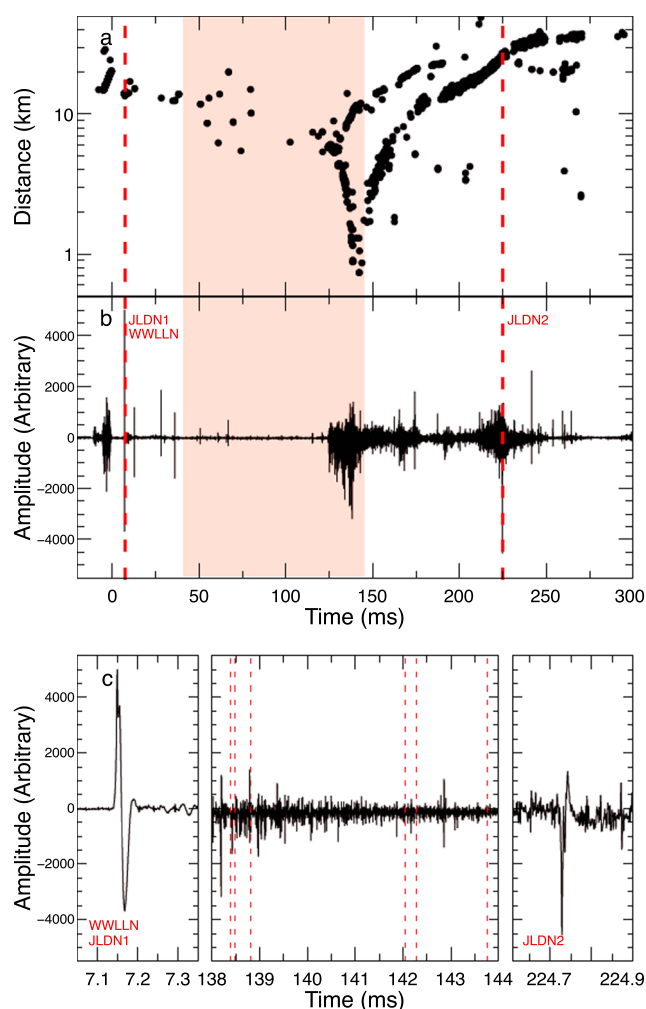 a
Distance (km)
10
1
b
JLDN1
WWLLN
JLDN2
Amplitude (Arbitrary)
4000
2000
0
−2000
−4000
0 50 100 150 200 250 300
Time (ms)
c
Amplitude (Arbitrary)
4000
2000
0
−2000
−4000
WWLLN
JLDN1
JLDN2
7.1 7.2 7.3 138 139 140 141 142 143 144 224.7 224.9
Time (ms)